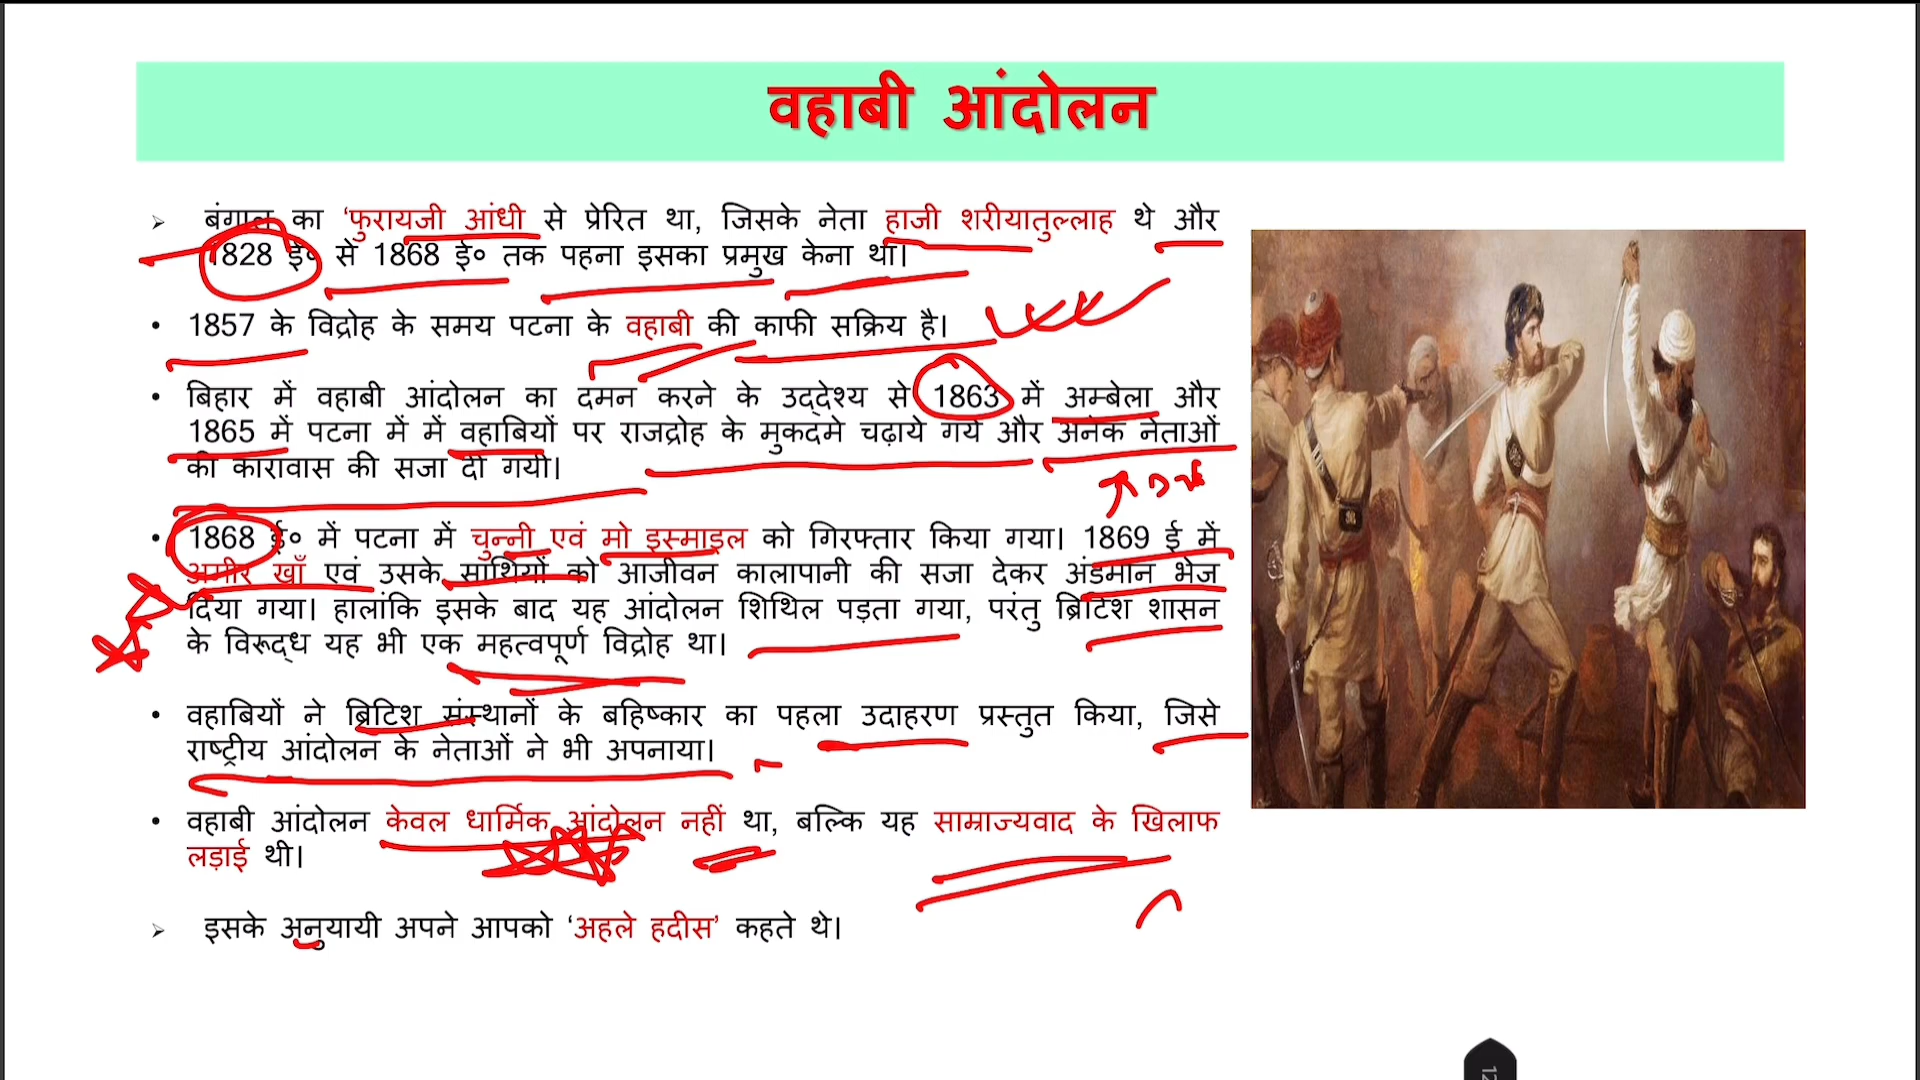 वहाबी आंदोलन
बंगाल का ‘फुरायजी आंधी से प्रेरित था, जिसके नेता हाजी शरीयातुल्लाह थे और
1828 ई० से 1868 ई० तक पहना इसका प्रमुख केना था।
1857 के विद्रोह के समय पटना के वहाबी की काफी सक्रिय है।
बिहार में वहाबी आंदोलन का दमन करने के उद्देश्य से 1863 में अम्बेला और
1865 में पटना में में वहाबियों पर राजद्रोह के मुकदमे चढ़ाये गये और अनेक नेताओं
की कारावास की सजा दी गयी।
1868 ई० में पटना में चुन्नी एवं मो इस्माइल को गिरफ्तार किया गया। 1869 ई में
अमीर खाँ एवं उसके साथियों को आजीवन कालापानी की सजा देकर अंडमान भेज
दिया गया। हालांकि इसके बाद यह आंदोलन शिथिल पड़ता गया, परंतु ब्रिटिश शासन
के विरूद्ध यह भी एक महत्वपूर्ण विद्रोह था।
वहाबियों ने ब्रिटिश संस्थानों के बहिष्कार का पहला उदाहरण प्रस्तुत किया, जिसे
राष्ट्रीय आंदोलन के नेताओं ने भी अपनाया।
वहाबी आंदोलन केवल धार्मिक आंदोलन नहीं था, बल्कि यह साम्राज्यवाद के खिलाफ
लड़ाई थी।
इसके अनुयायी अपने आपको ‘अहले हदीस’ कहते थे।